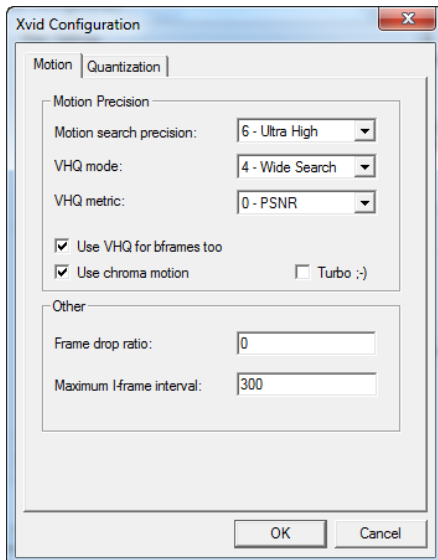 Xvid Configuration
Motion Quantization
Motion Precision
Motion search precision: 6 - Ultra High
VHQ mode: 4 - Wide Search
VHQ metric: 0 - PSNR
Use VHQ for bframes too
Use chroma motion Turbo ;-)
Other
Frame drop ratio: 0
Maximum I-frame interval: 300
OK Cancel